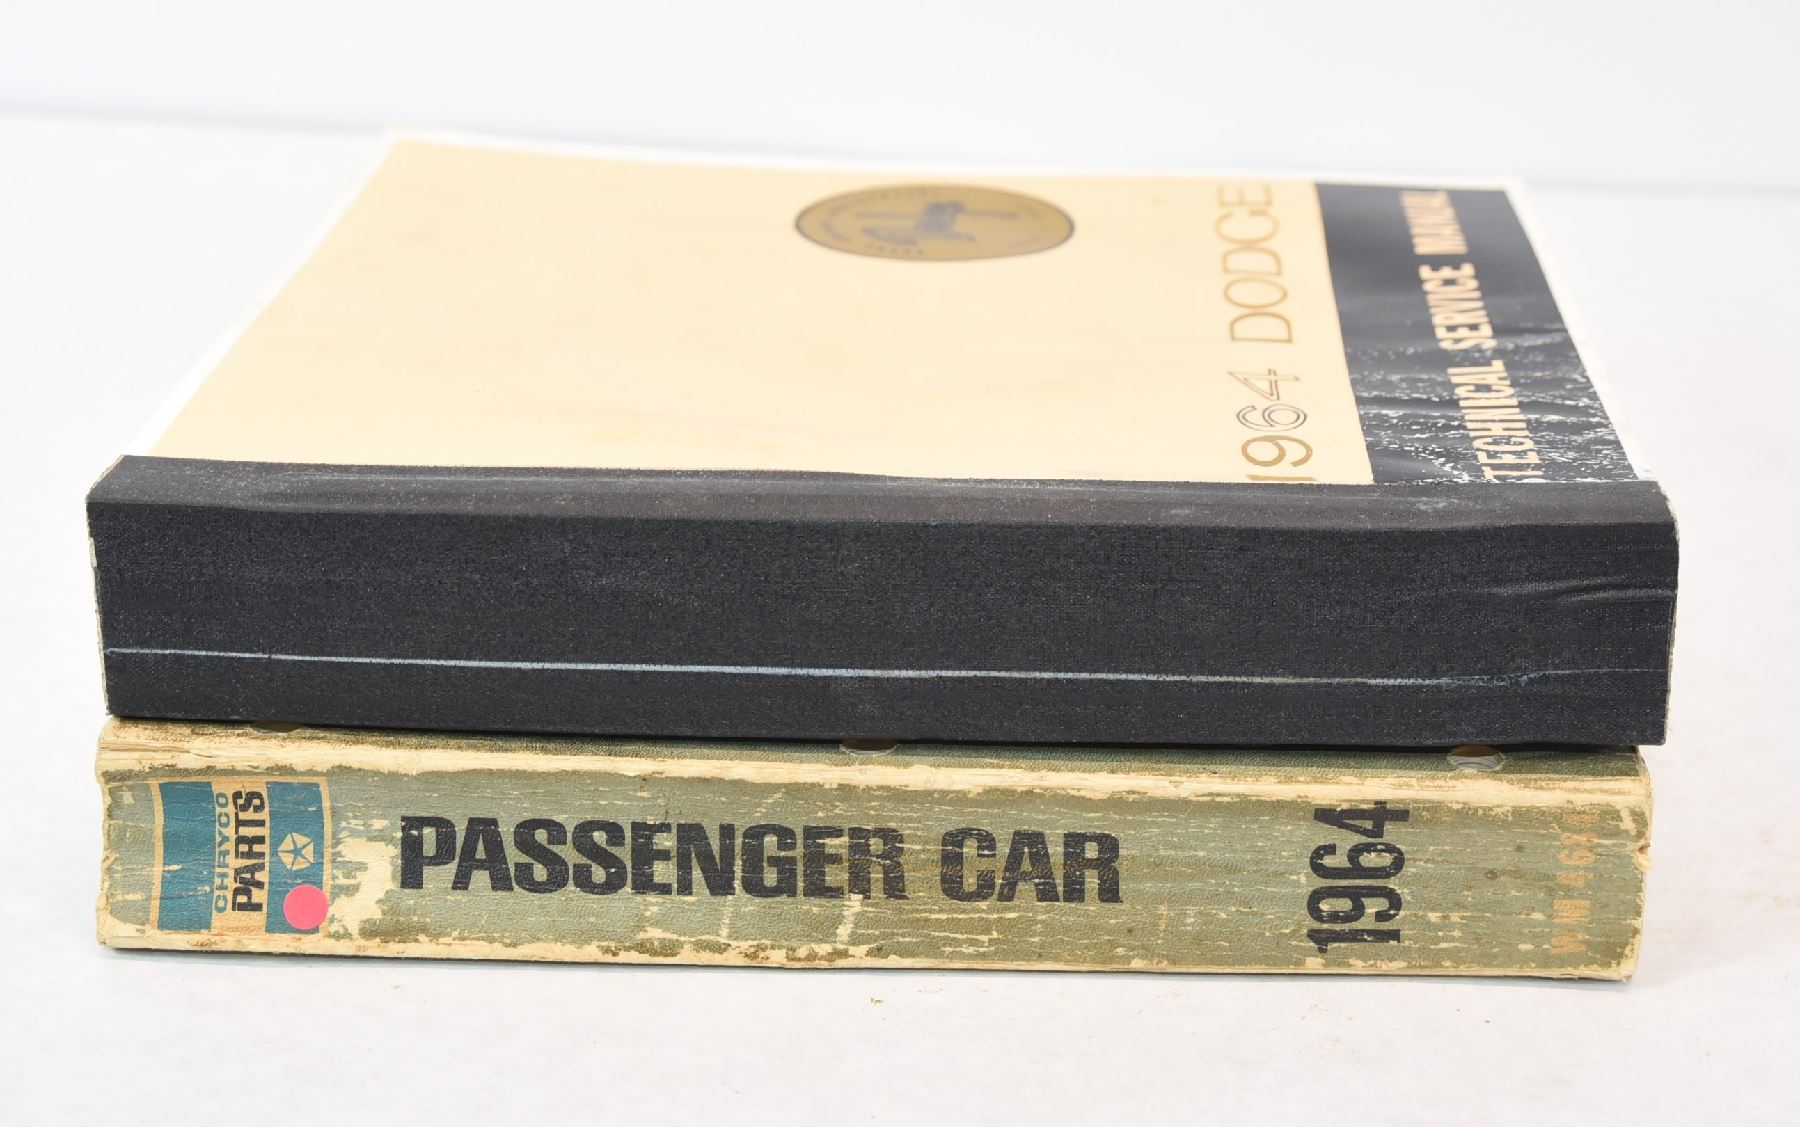 1964 DODGE
TECHNICAL SERVICE MANUAL
CHRYCO
PARTS
PASSENGER CAR
1964